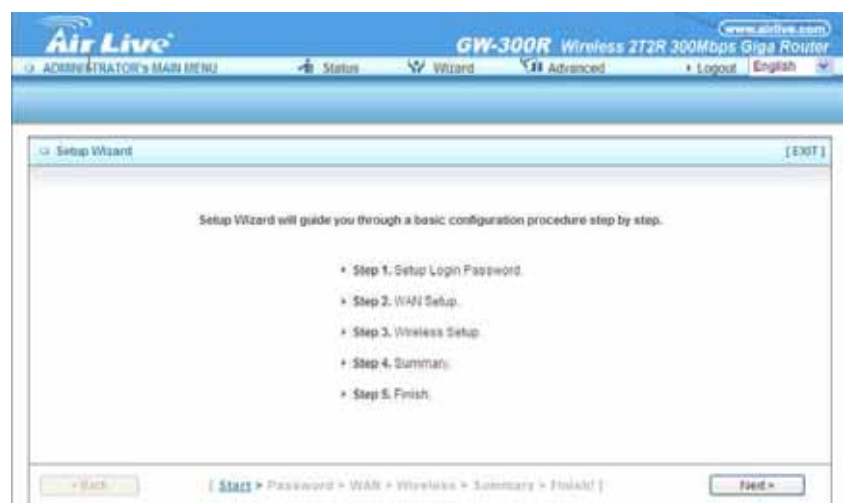 Air Live
www.airlive.com
GW-300R Wireless 2T2R 300Mbps Giga Router
ADMINISTRATOR's MAIN MENU Status Wizard Advanced Logout English
Setup Wizard [ EXIT ]
Setup Wizard will guide you through a basic configuration procedure step by step.
Step 1. Setup Login Password.
Step 2. WAN Setup.
Step 3. Wireless Setup.
Step 4. Summary.
Step 5. Finish.
< Back [ Start > Password > WAN > Wireless > Summary > Finish! ] Next >